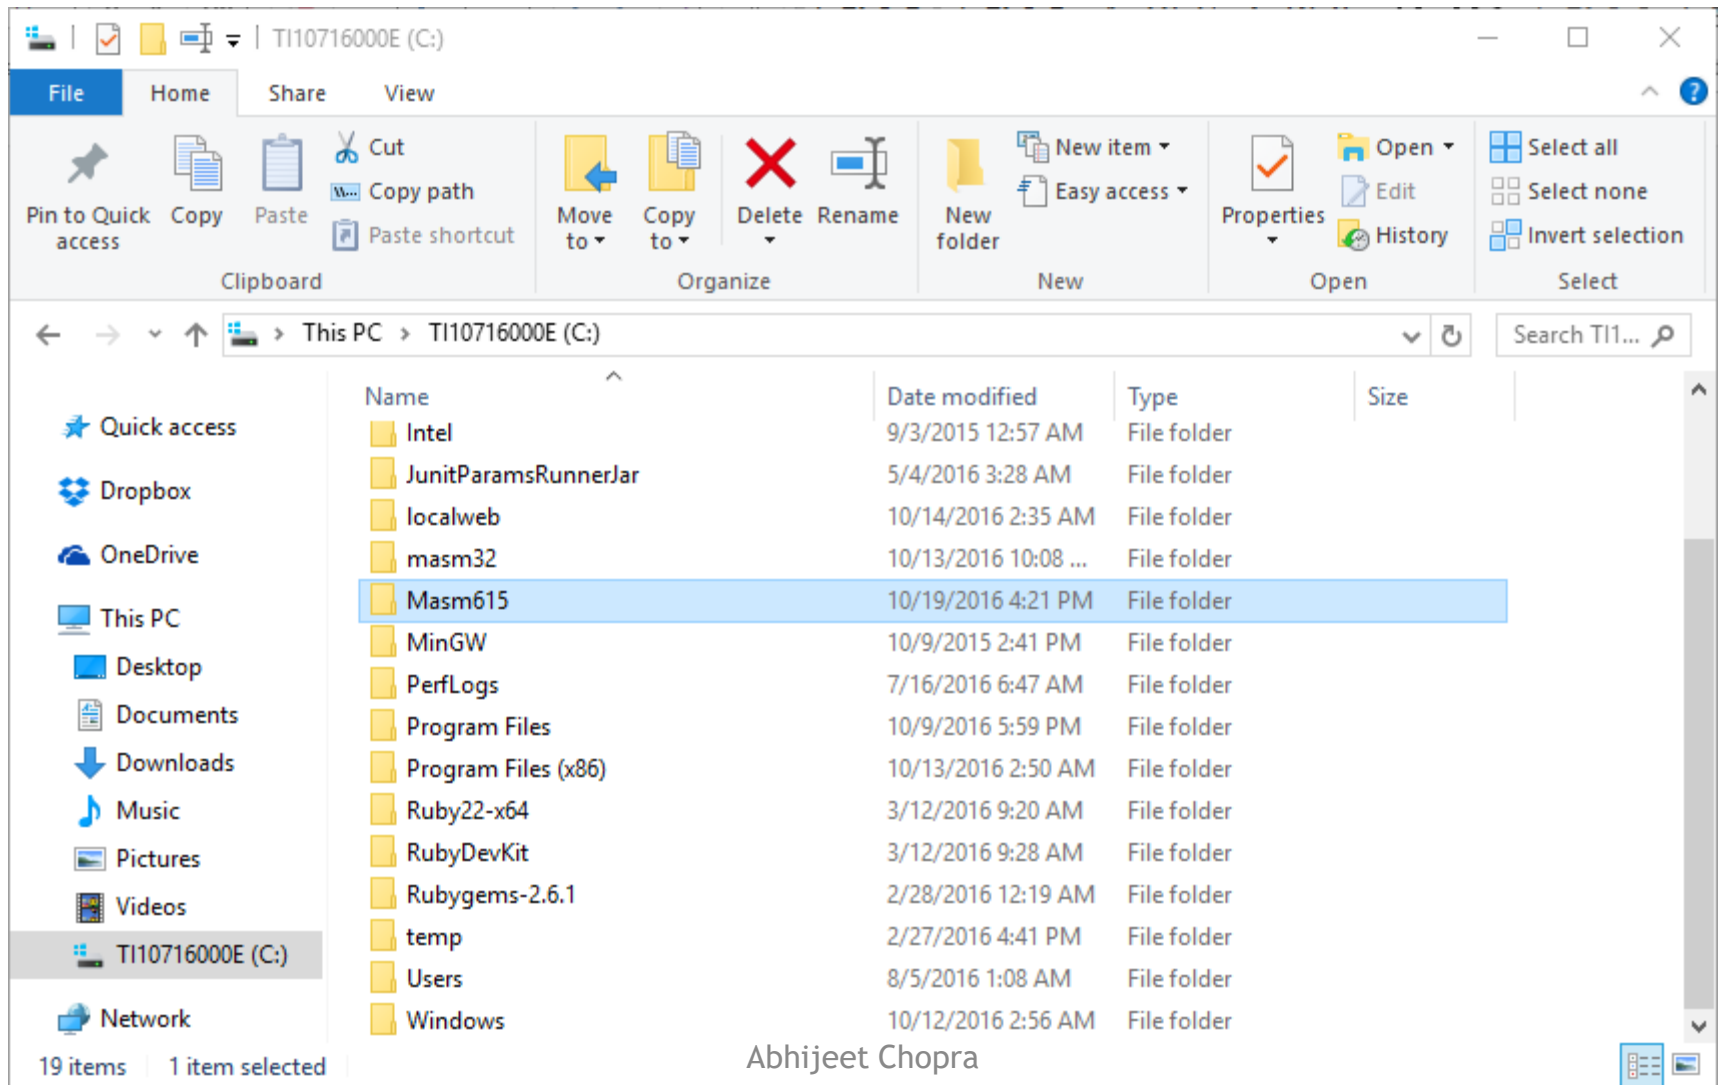 TI10716000E (C:)
File Home Share View
Pin to Quick access
Copy
Paste
Cut
Copy path
Paste shortcut
Clipboard
Move to
Copy to
Delete
Rename
Organize
New folder
New item
Easy access
New
Properties
Open
Edit
History
Open
Select all
Select none
Invert selection
Select
This PC > TI10716000E (C:)
Search TI1...
Quick access
Dropbox
OneDrive
This PC
Desktop
Documents
Downloads
Music
Pictures
Videos
TI10716000E (C:)
Network
Name Date modified Type Size
Intel 9/3/2015 12:57 AM File folder
JunitParamsRunnerJar 5/4/2016 3:28 AM File folder
localweb 10/14/2016 2:35 AM File folder
masm32 10/13/2016 10:08 ... File folder
Masm615 10/19/2016 4:21 PM File folder
MinGW 10/9/2015 2:41 PM File folder
PerfLogs 7/16/2016 6:47 AM File folder
Program Files 10/9/2016 5:59 PM File folder
Program Files (x86) 10/13/2016 2:50 AM File folder
Ruby22-x64 3/12/2016 9:20 AM File folder
RubyDevKit 3/12/2016 9:28 AM File folder
Rubygems-2.6.1 2/28/2016 12:19 AM File folder
temp 2/27/2016 4:41 PM File folder
Users 8/5/2016 1:08 AM File folder
Windows 10/12/2016 2:56 AM File folder
19 items 1 item selected
Abhijeet Chopra